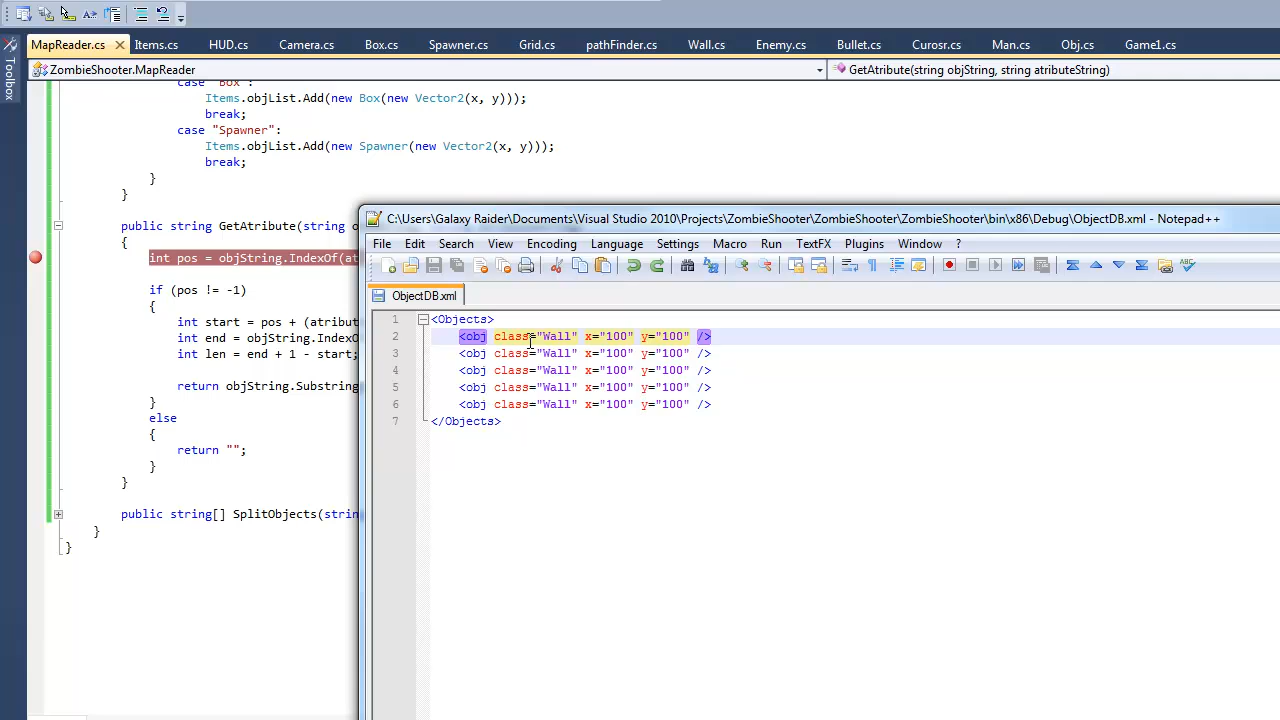 MapReader.cs Items.cs HUD.cs Camera.cs Box.cs Spawner.cs Grid.cs pathFinder.cs Wall.cs Enemy.cs Bullet.cs Curosr.cs Man.cs Obj.cs Game1.cs
Toolbox
ZombieShooter.MapReader GetAtribute(string objString, string atributeString)
case "Box":
Items.objList.Add(new Box(new Vector2(x, y)));
break;
case "Spawner":
Items.objList.Add(new Spawner(new Vector2(x, y)));
break;
}
}
public string GetAtribute(string o
{
int pos = objString.IndexOf(at
if (pos != -1)
{
int start = pos + (atribut
int end = objString.IndexO
int len = end + 1 - start;
return objString.Substring
}
else
{
return "";
}
}
public string[] SplitObjects(strin
}
}
C:\Users\Galaxy Raider\Documents\Visual Studio 2010\Projects\ZombieShooter\ZombieShooter\ZombieShooter\bin\x86\Debug\ObjectDB.xml - Notepad++
File Edit Search View Encoding Language Settings Macro Run TextFX Plugins Window ?
ObjectDB.xml
1 <Objects>
2 <obj class="Wall" x="100" y="100" />
3 <obj class="Wall" x="100" y="100" />
4 <obj class="Wall" x="100" y="100" />
5 <obj class="Wall" x="100" y="100" />
6 <obj class="Wall" x="100" y="100" />
7 </Objects>